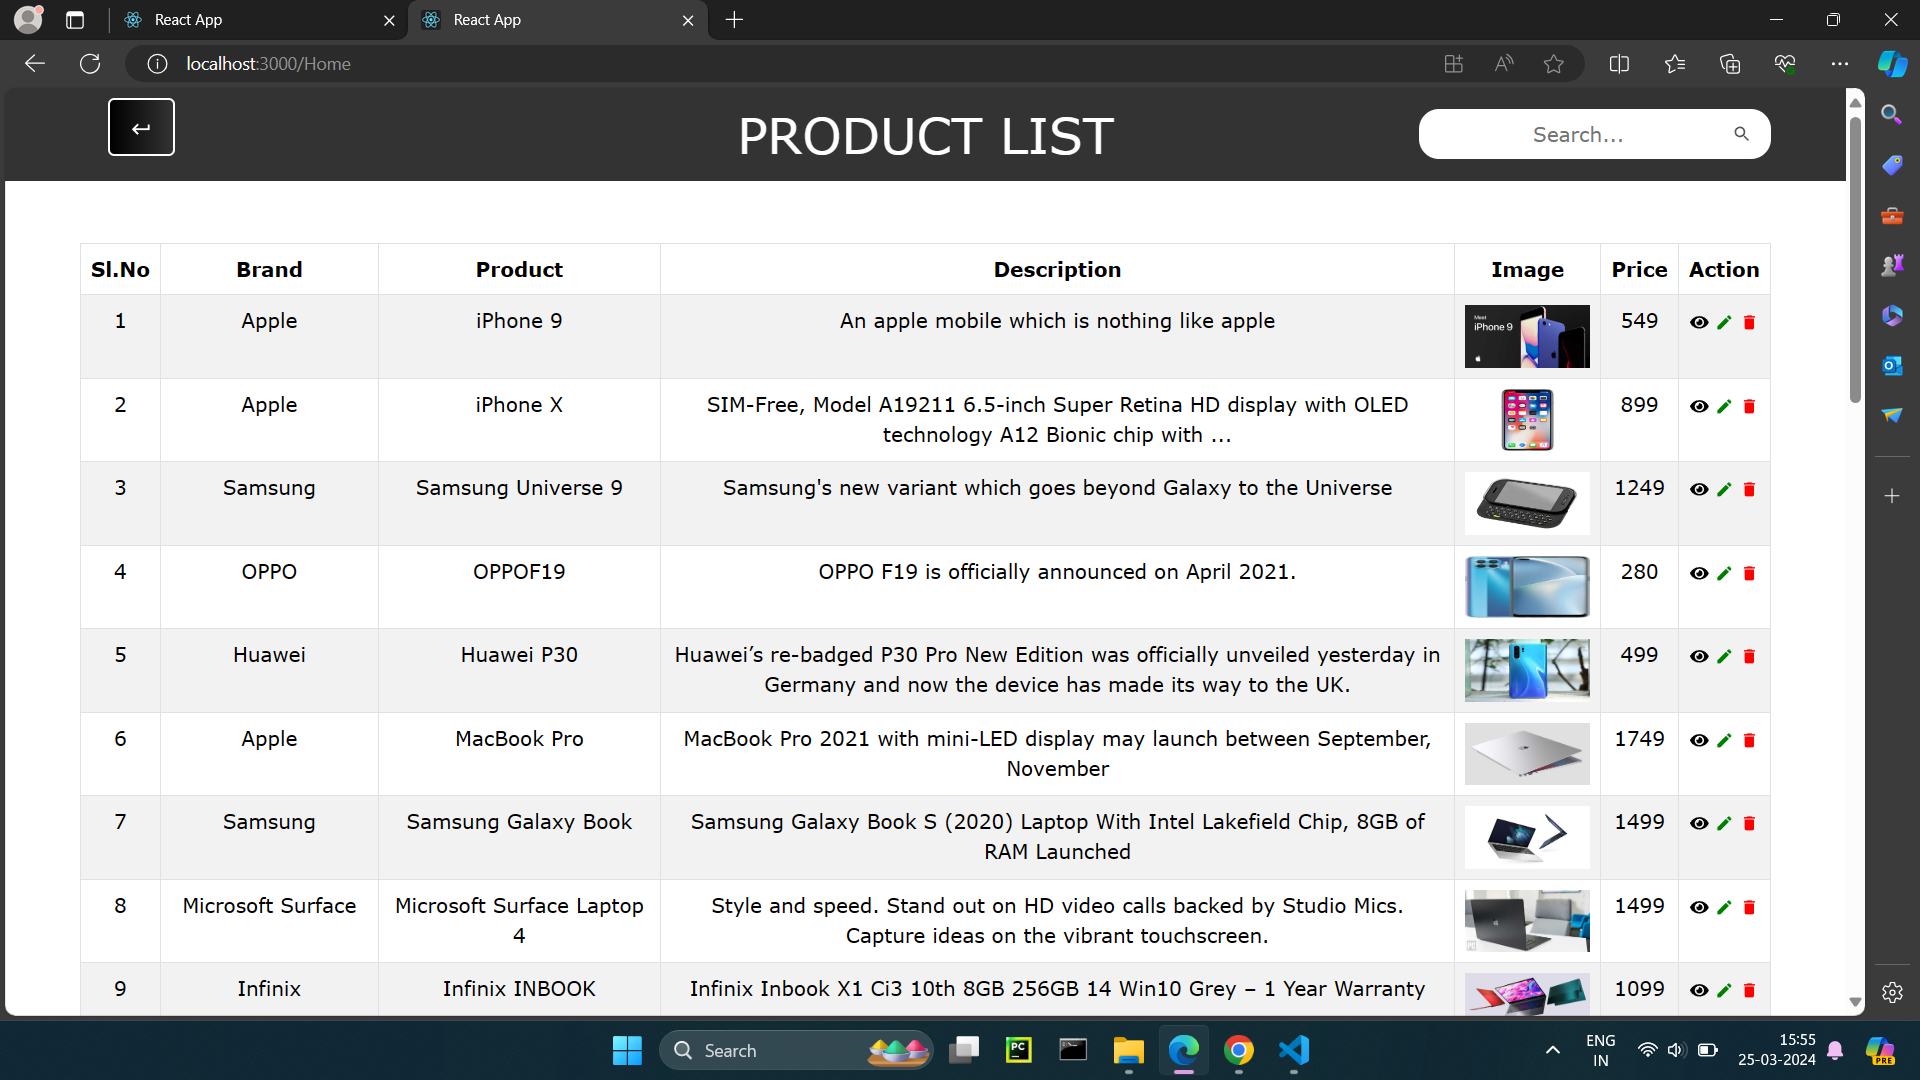 React App
React App
localhost:3000/Home
PRODUCT LIST
Search...
Sl.No Brand Product Description Image Price Action
1 Apple iPhone 9 An apple mobile which is nothing like apple 549
Meet
iPhone 9
2 Apple iPhone X SIM-Free, Model A19211 6.5-inch Super Retina HD display with OLED 899
technology A12 Bionic chip with ...
3 Samsung Samsung Universe 9 Samsung's new variant which goes beyond Galaxy to the Universe 1249
4 OPPO OPPOF19 OPPO F19 is officially announced on April 2021. 280
5 Huawei Huawei P30 Huawei’s re-badged P30 Pro New Edition was officially unveiled yesterday in 499
Germany and now the device has made its way to the UK.
6 Apple MacBook Pro MacBook Pro 2021 with mini-LED display may launch between September, 1749
November
7 Samsung Samsung Galaxy Book Samsung Galaxy Book S (2020) Laptop With Intel Lakefield Chip, 8GB of 1499
RAM Launched
8 Microsoft Surface Microsoft Surface Laptop Style and speed. Stand out on HD video calls backed by Studio Mics. 1499
4 Capture ideas on the vibrant touchscreen.
9 Infinix Infinix INBOOK Infinix Inbook X1 Ci3 10th 8GB 256GB 14 Win10 Grey – 1 Year Warranty 1099
Search
PC
ENG
IN
15:55
25-03-2024
PRE